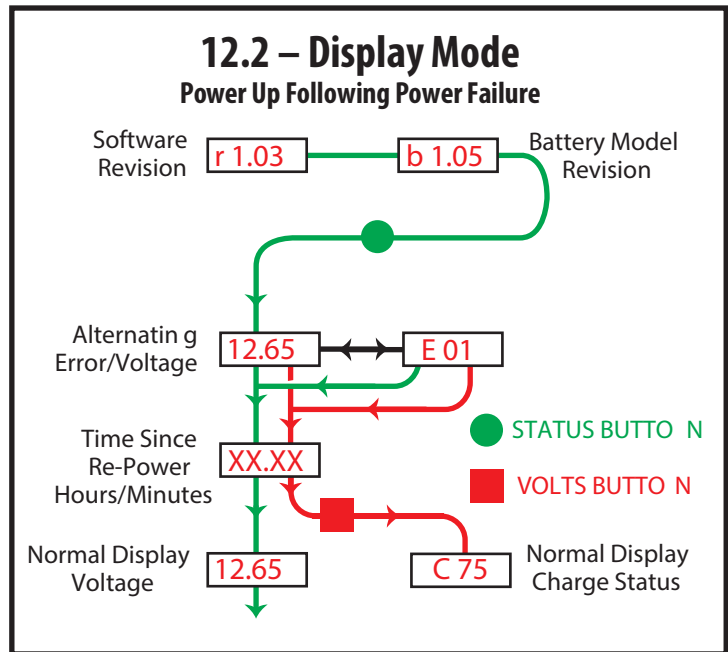 12.2 – Display Mode
Power Up Following Power Failure
Software
Revision
r 1.03
b 1.05
Battery Model
Revision
Alternatin g
Error/Voltage
12.65
E 01
Time Since
Re-Power
Hours/Minutes
XX.XX
STATUS BUTTO N
VOLTS BUTTO N
Normal Display
Voltage
12.65
C 75
Normal Display
Charge Status